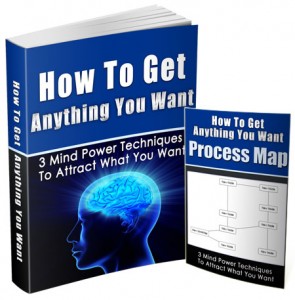 How To Get Anything You Want
How To Get
Anything You Want
3 Mind Power Techniques
To Attract What You Want
How To Get
Anything You Want
Process Map
3 Mind Power Techniques
To Attract What You Want